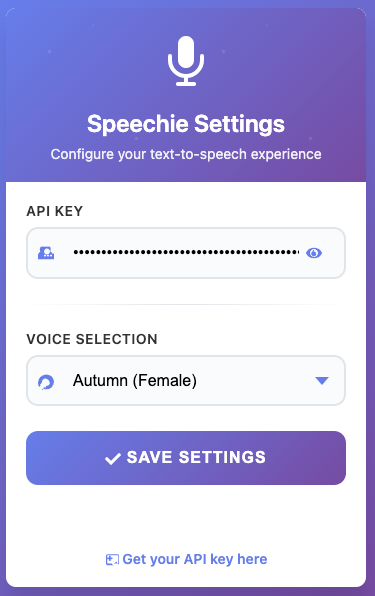 Speechie Settings
Configure your text-to-speech experience
API KEY
••••••••••••••••••••••••••••••••••••••••••
VOICE SELECTION
Autumn (Female)
SAVE SETTINGS
Get your API key here